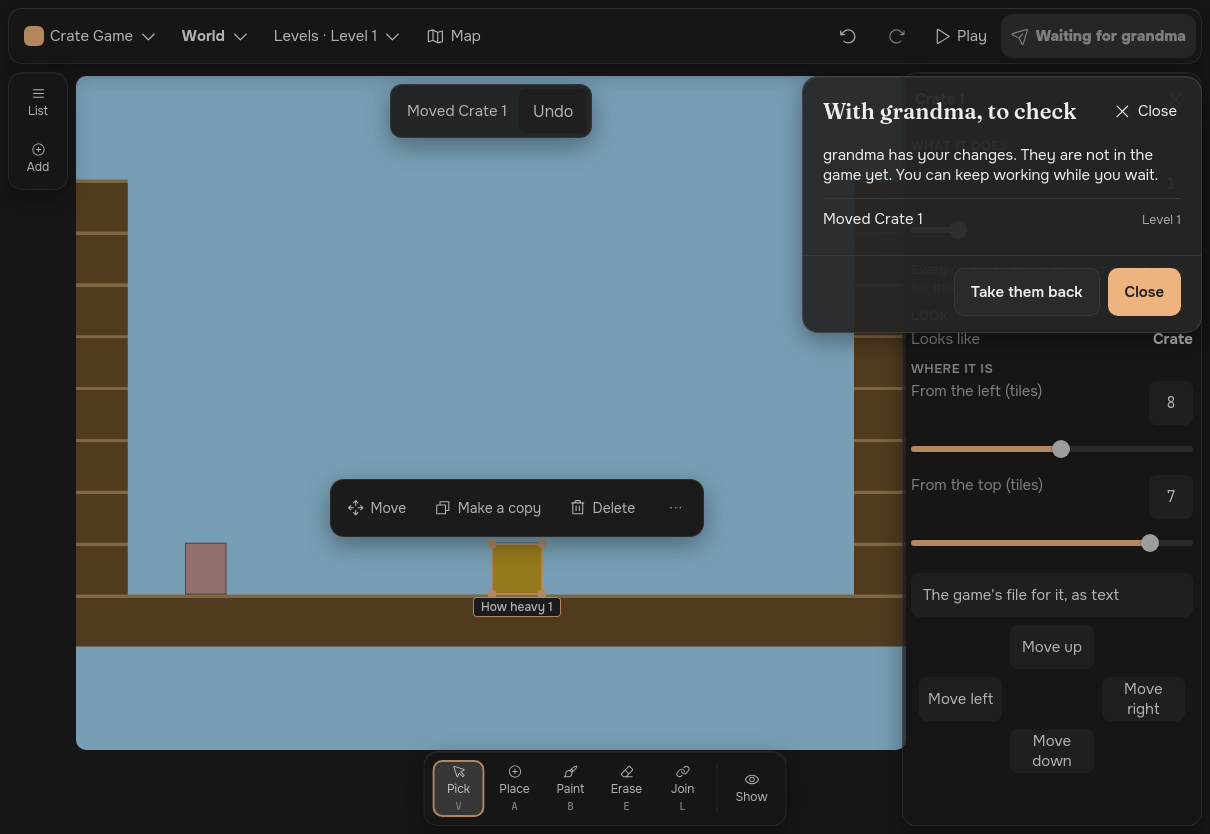 Crate Game
World
Levels · Level 1
Map
Play
Waiting for grandma
List
Add
Moved Crate 1
Undo
With grandma, to check
Close
grandma has your changes. They are not in the
game yet. You can keep working while you wait.
Moved Crate 1
Level 1
Take them back
Close
Crate 1
LOOK
Looks like
Crate
WHERE IT IS
From the left (tiles)
8
From the top (tiles)
7
The game's file for it, as text
Move up
Move left
Move
right
Move
down
Move
Make a copy
Delete
···
How heavy 1
Pick
V
Place
A
Paint
B
Erase
E
Join
L
Show